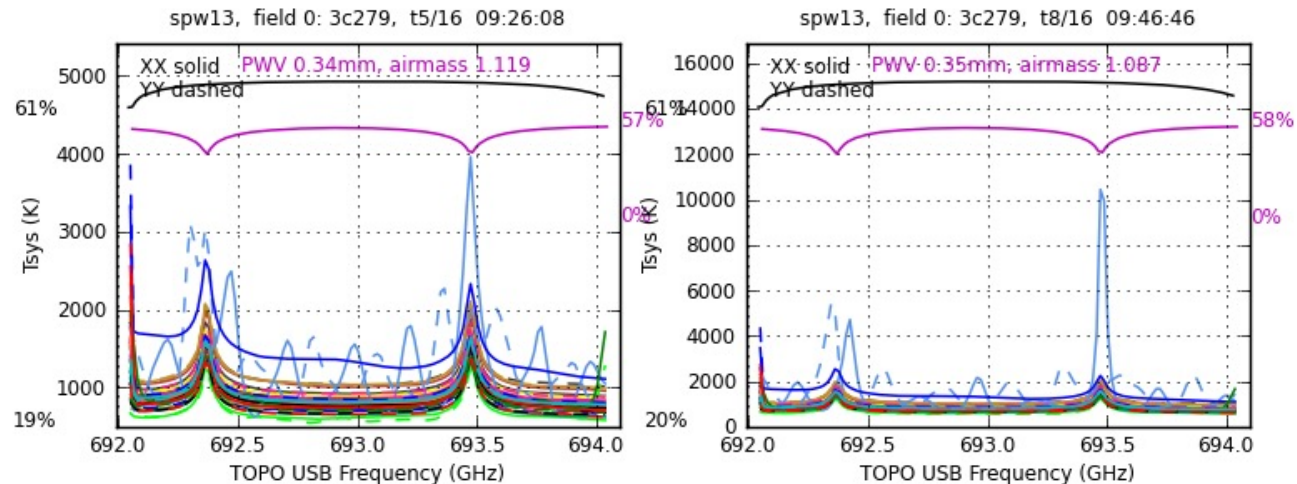 spw13, field 0: 3c279, t5/16 09:26:08
XX solid PWV 0.34mm, airmass 1.119
YY dashed
5000
4000
3000
2000
1000
61%
19%
57%
0%
Tsys (K)
692.0 692.5 693.0 693.5 694.0
TOPO USB Frequency (GHz)
spw13, field 0: 3c279, t8/16 09:46:46
XX solid PWV 0.35mm, airmass 1.087
YY dashed
16000
14000
12000
10000
8000
6000
4000
2000
0
61%
20%
58%
0%
Tsys (K)
692.0 692.5 693.0 693.5 694.0
TOPO USB Frequency (GHz)